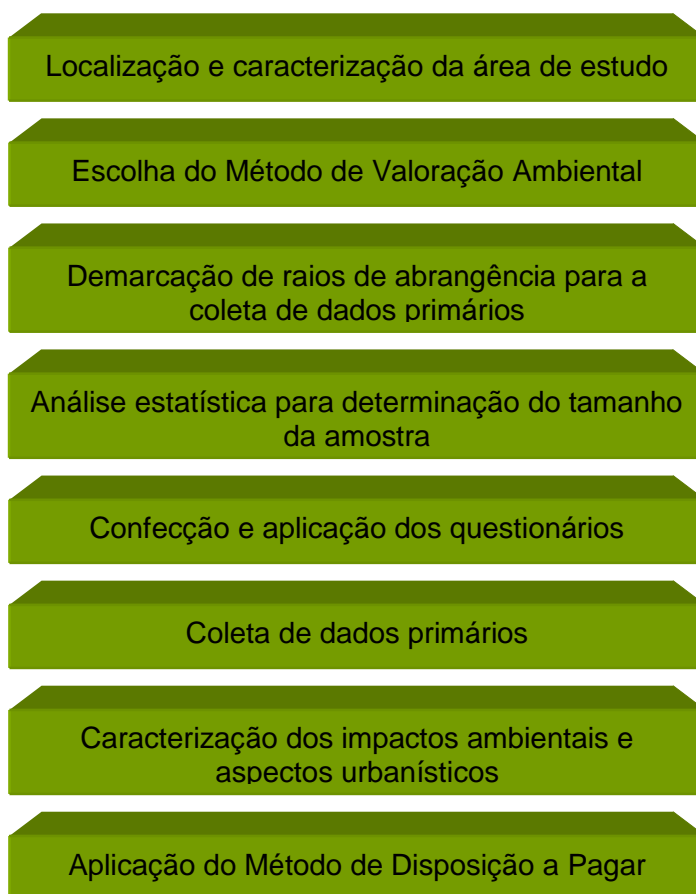 Localização e caracterização da área de estudo
Escolha do Método de Valoração Ambiental
Demarcação de raios de abrangência para a
coleta de dados primários
Análise estatística para determinação do tamanho
da amostra
Confecção e aplicação dos questionários
Coleta de dados primários
Caracterização dos impactos ambientais e
aspectos urbanísticos
Aplicação do Método de Disposição a Pagar